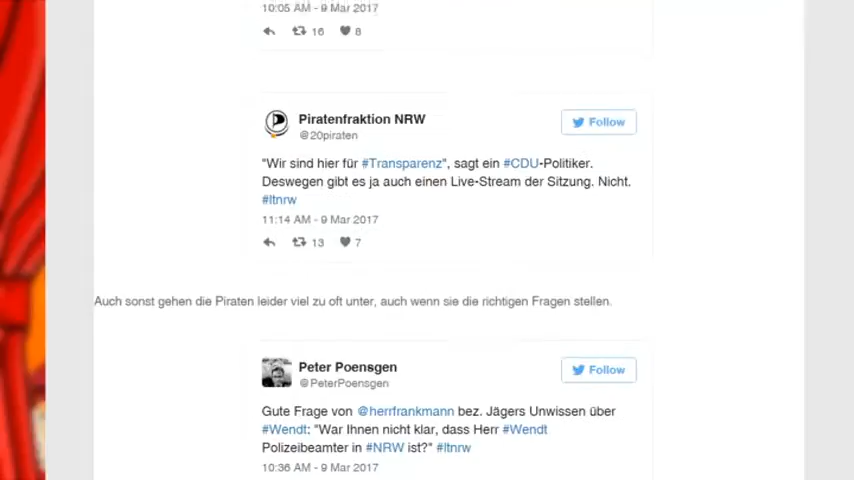 10:05 AM - 9 Mar 2017
16 8
Piratenfraktion NRW
@20piraten
Follow
"Wir sind hier für #Transparenz", sagt ein #CDU-Politiker.
Deswegen gibt es ja auch einen Live-Stream der Sitzung. Nicht.
#ltnrw
11:14 AM - 9 Mar 2017
13 7
Auch sonst gehen die Piraten leider viel zu oft unter, auch wenn sie die richtigen Fragen stellen.
Peter Poensgen
@PeterPoensgen
Follow
Gute Frage von @herrfrankmann bez. Jägers Unwissen über
#Wendt: "War Ihnen nicht klar, dass Herr #Wendt
Polizeibeamter in #NRW ist?" #ltnrw
10:36 AM - 9 Mar 2017